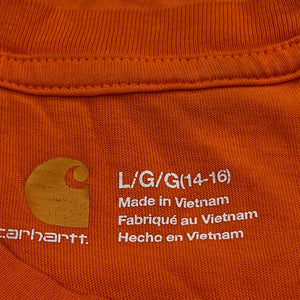 carhartt.
L/G/G(14-16)
Made in Vietnam
Fabriqué au Vietnam
Hecho en Vietnam